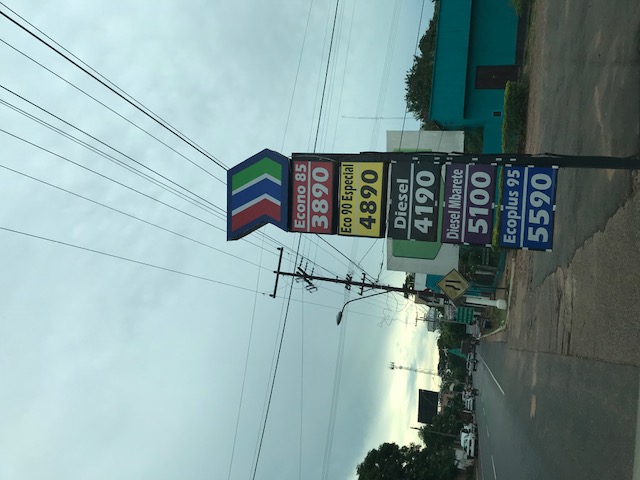 Econo 85
3890
Eco 90 Especial
4890
Diesel
4190
Diesel Mbarete
5100
Ecoplus 95
5590